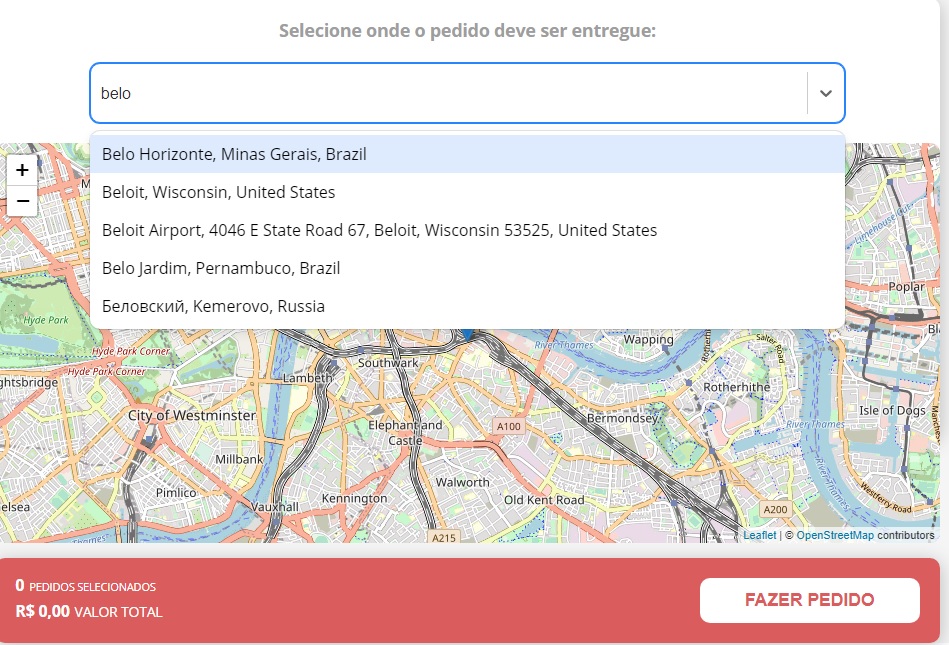 Selecione onde o pedido deve ser entregue:
belo
Belo Horizonte, Minas Gerais, Brazil
Beloit, Wisconsin, United States
Beloit Airport, 4046 E State Road 67, Beloit, Wisconsin 53525, United States
Belo Jardim, Pernambuco, Brazil
Беловский, Kemerovo, Russia
+
−
Limehouse Cut
Poplar
Hyde Park
Hyde Park Corner
Hyde Park Corner
Southwark
River Thames
Wapping
Salter Road
Lambeth
Rotherhithe
City of Westminster
Elephant and
Castle
A100
Bermondsey
River Thames
Isle of Dogs
Millbank
Walworth
Pimlico
Kennington
Old Kent Road
Vauxhall
A200
Westferry Road
A215
Leaflet | © OpenStreetMap contributors
0 PEDIDOS SELECIONADOS
R$ 0,00 VALOR TOTAL
FAZER PEDIDO